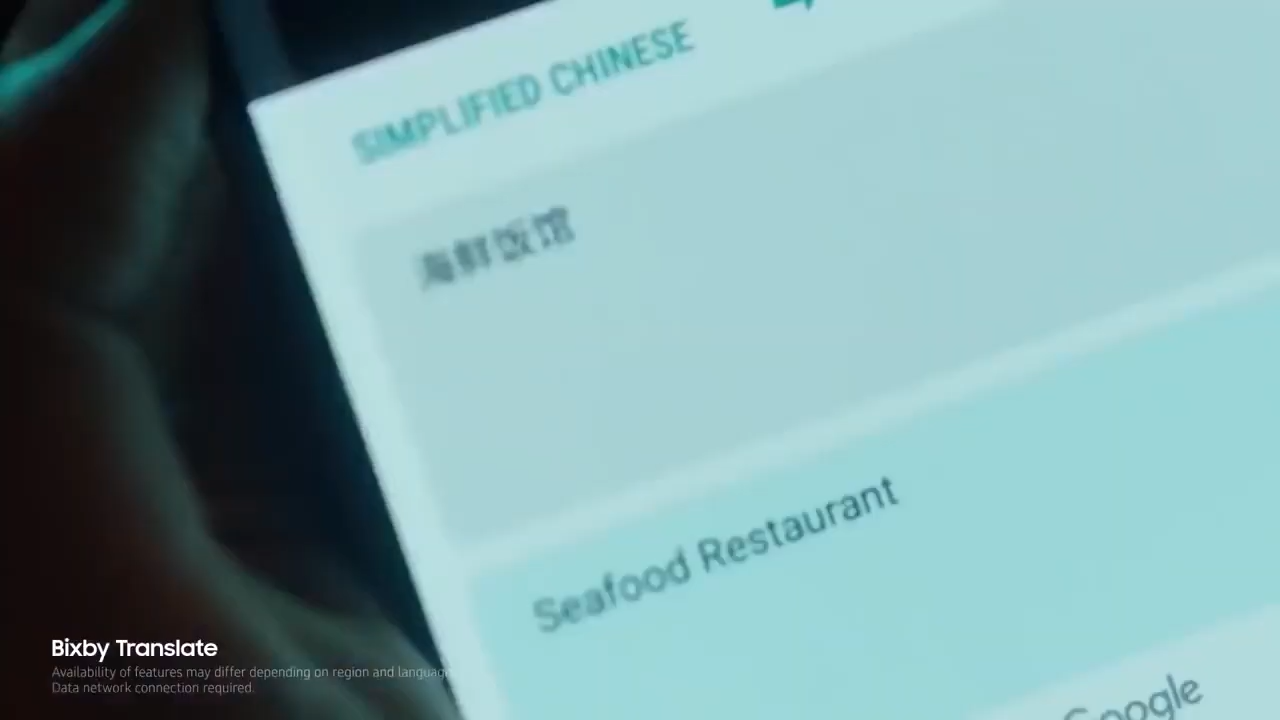 SIMPLIFIED CHINESE
海鲜饭馆
Seafood Restaurant
Google
Bixby Translate
Availability of features may differ depending on region and language
Data network connection required.